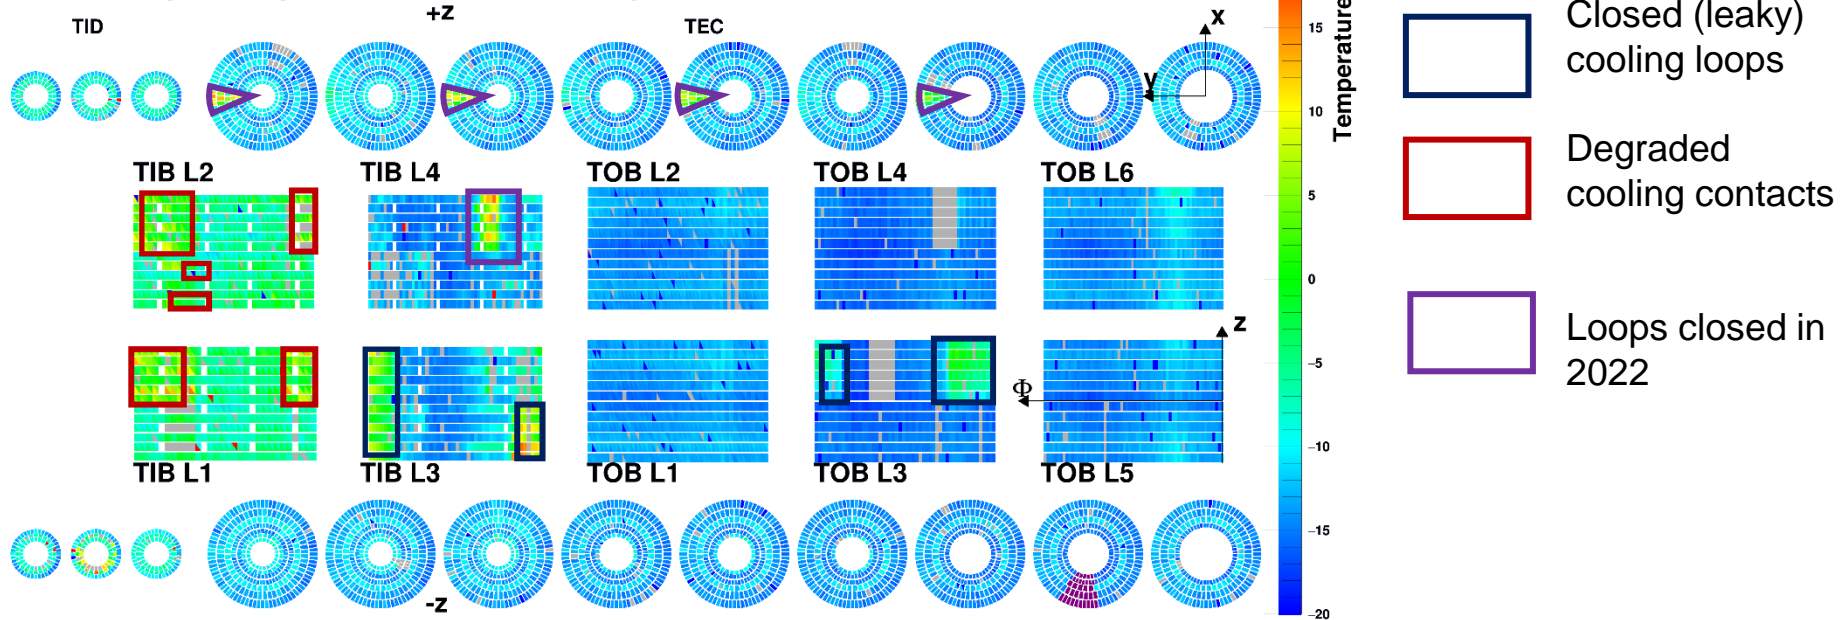 +z
TID
TEC
x
y
TIB L2
TIB L4
TOB L2
TOB L4
TOB L6
z
Φ
TIB L1
TIB L3
TOB L1
TOB L3
TOB L5
-z
15
10
5
0
−5
−10
−15
−20
Temperature
Closed (leaky)
cooling loops
Degraded
cooling contacts
Loops closed in
2022